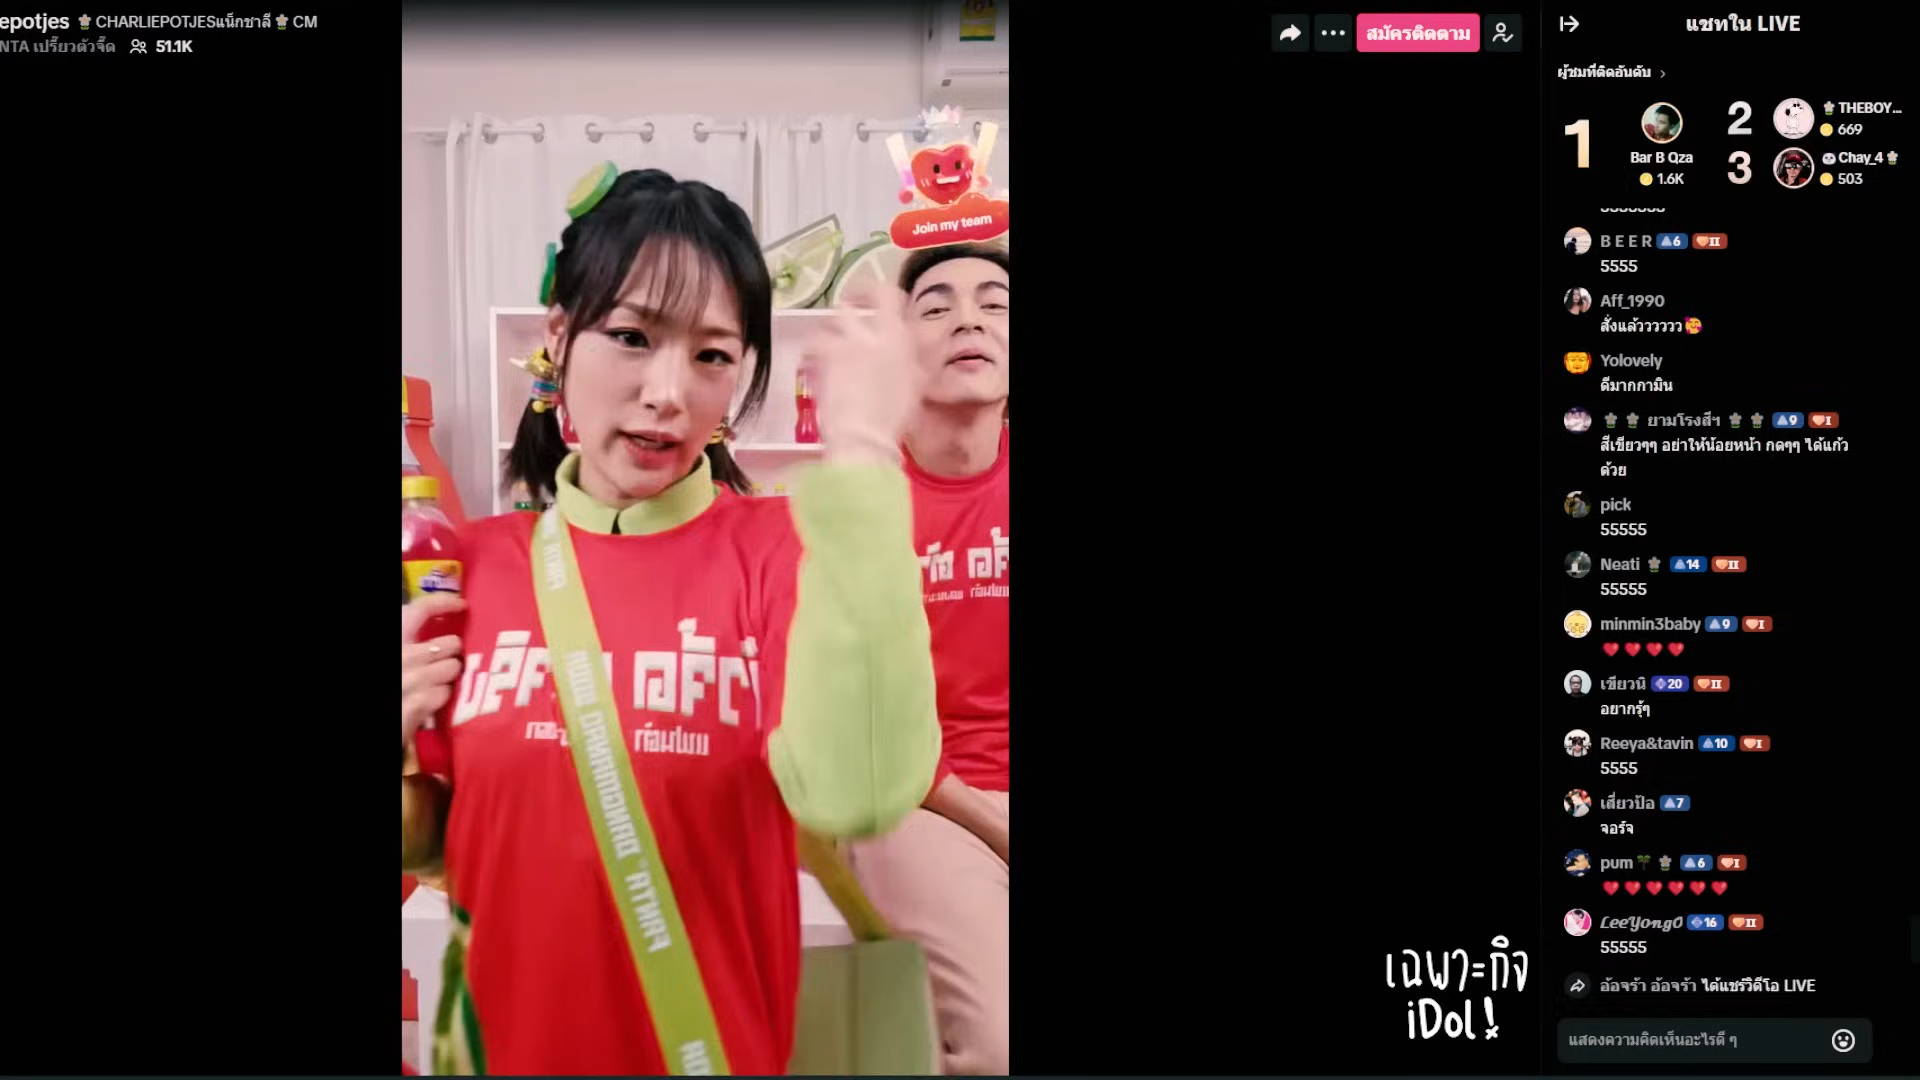 epotjes CHARLIEPOTJESแน็กชาลี CM
NTA เปรี้ยวตัวจี๊ด 51.1K
Join my team
สมัครติดตาม
แชทใน LIVE
ผู้ชมที่ติดอันดับ
1
Bar B Qza
1.6K
2
THEBOY...
669
3
Chay_4
503
B E E R 6 II
5555
Aff_1990
สั่งแล้วววววว
Yolovely
ดีมากกามิน
ยามโรงสีฯ 9 I
สีเขียวๆๆ อย่าให้น้อยหน้า กดๆๆ ได้แก้ว
ด้วย
pick
55555
Neati 14 II
55555
minmin3baby 9 I
เขียวนิ 20 II
อยากรุ้ๆ
Reeya&tavin 10 I
5555
เสี่ยวป้อ 7
จอร์จ
pum 6 I
LeeYongO 16 II
55555
อ้อจร้า อ้อจร้า ได้แชร์วิดีโอ LIVE
แสดงความคิดเห็นอะไรดี ๆ
เฉพาะกิจ
iDol!